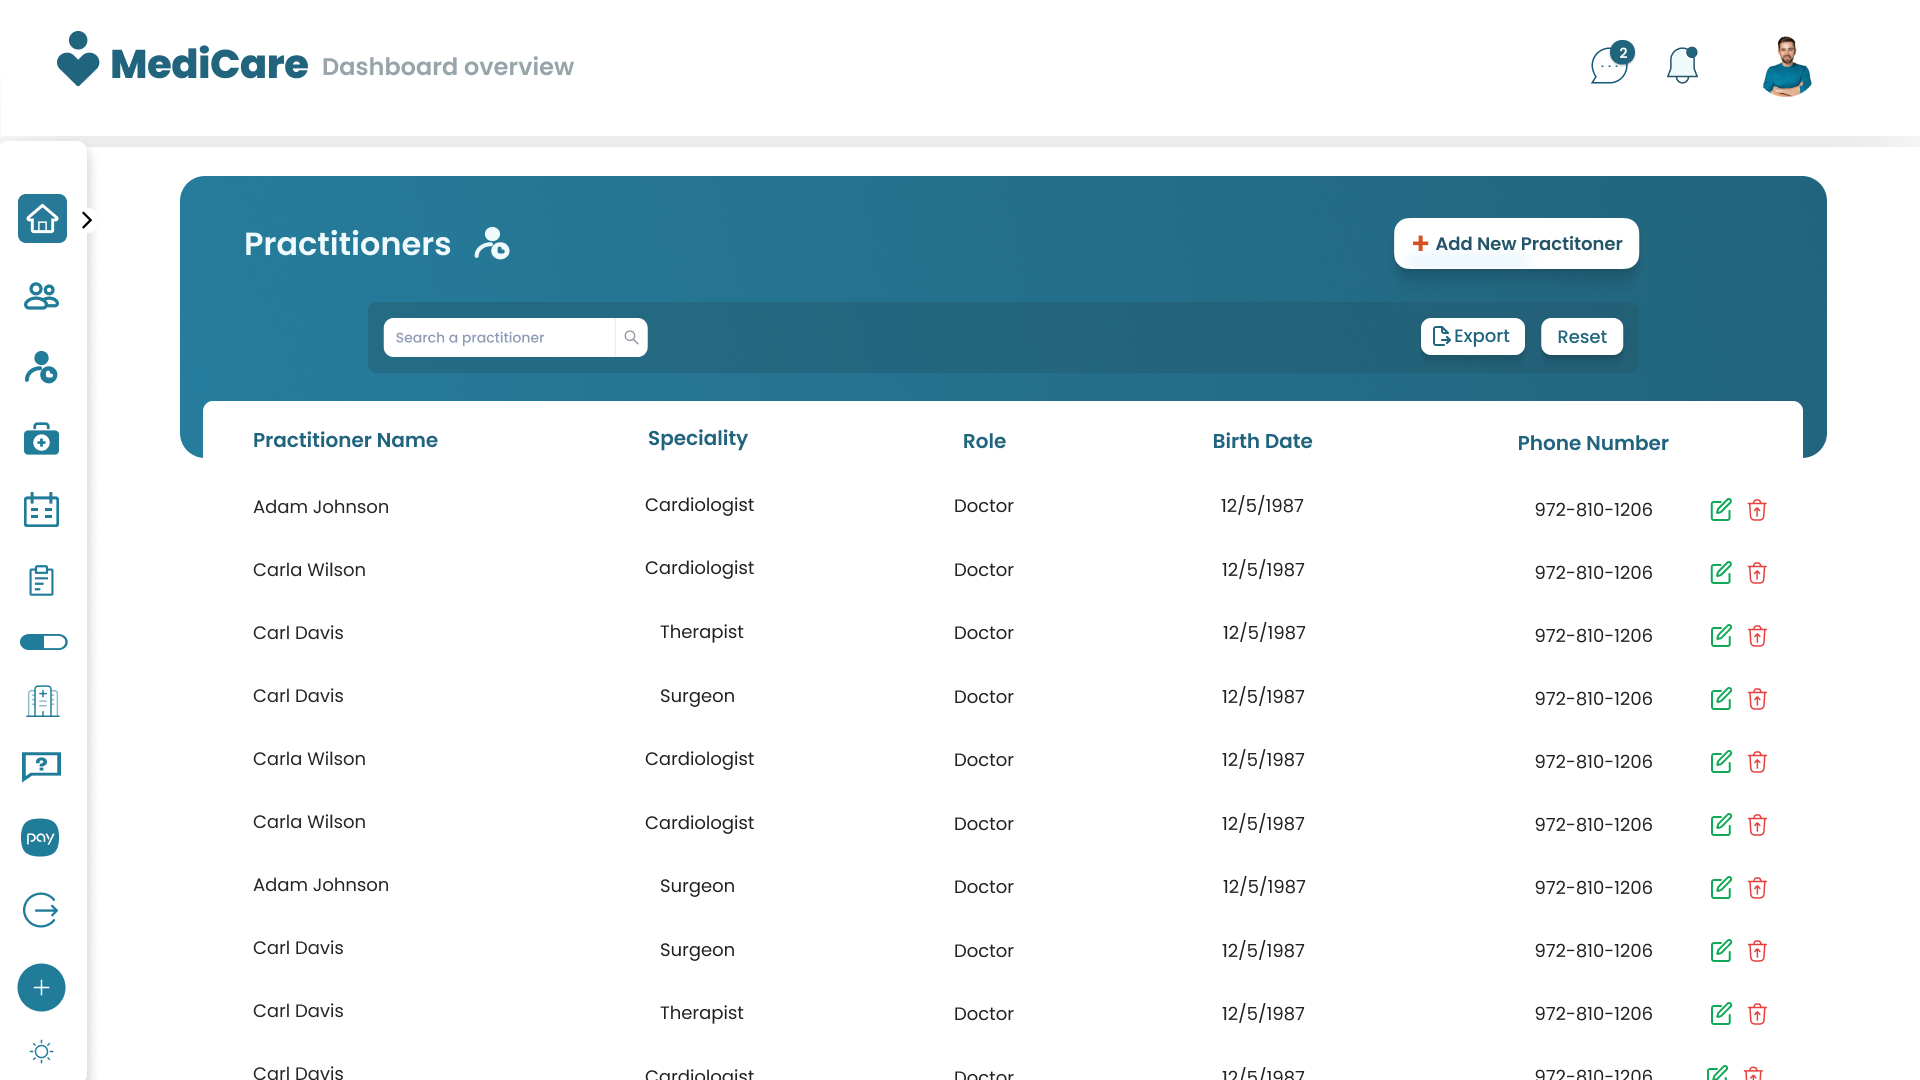 MediCare Dashboard overview
2
Practitioners
+ Add New Practitoner
Search a practitioner
Export
Reset
Practitioner Name Speciality Role Birth Date Phone Number
Adam Johnson Cardiologist Doctor 12/5/1987 972-810-1206
Carla Wilson Cardiologist Doctor 12/5/1987 972-810-1206
Carl Davis Therapist Doctor 12/5/1987 972-810-1206
Carl Davis Surgeon Doctor 12/5/1987 972-810-1206
Carla Wilson Cardiologist Doctor 12/5/1987 972-810-1206
Carla Wilson Cardiologist Doctor 12/5/1987 972-810-1206
Adam Johnson Surgeon Doctor 12/5/1987 972-810-1206
Carl Davis Surgeon Doctor 12/5/1987 972-810-1206
Carl Davis Therapist Doctor 12/5/1987 972-810-1206
Carl Davis Cardiologist Doctor 12/5/1987 972-810-1206
?
pay